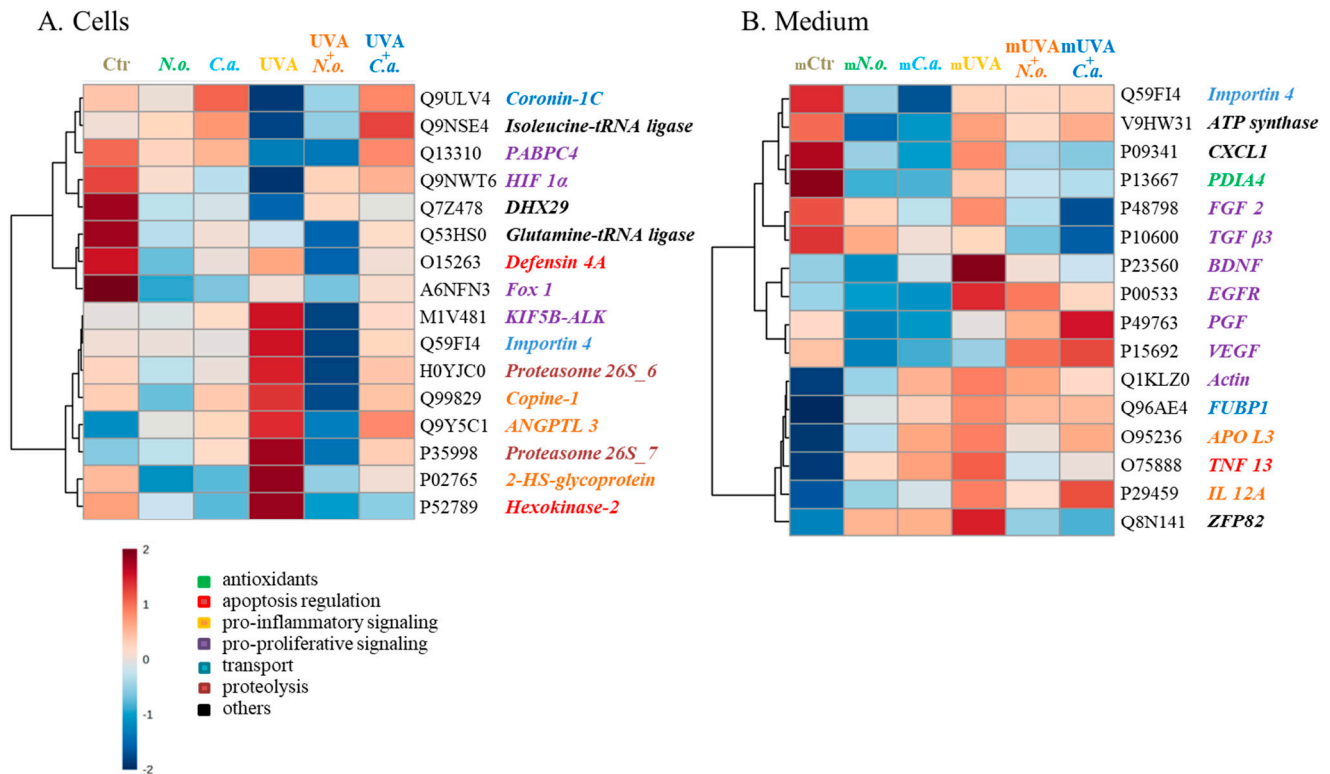 A. Cells
Ctr N.o. C.a. UVA UVA + N.o. UVA + C.a.
Q9ULV4 Coronin-1C
Q9NSE4 Isoleucine-tRNA ligase
Q13310 PABPC4
Q9NWT6 HIF 1α
Q7Z478 DHX29
Q53HS0 Glutamine-tRNA ligase
O15263 Defensin 4A
A6NFN3 Fox 1
M1V481 KIF5B-ALK
Q59FI4 Importin 4
H0YJC0 Proteasome 26S_6
Q99829 Copine-1
Q9Y5C1 ANGPTL 3
P35998 Proteasome 26S_7
P02765 2-HS-glycoprotein
P52789 Hexokinase-2
2
1
0
-1
-2
antioxidants
apoptosis regulation
pro-inflammatory signaling
pro-proliferative signaling
transport
proteolysis
others
B. Medium
mCtr mN.o. mC.a. mUVA mUVA + N.o. mUVA + C.a.
Q59FI4 Importin 4
V9HW31 ATP synthase
P09341 CXCL1
P13667 PDIA4
P48798 FGF 2
P10600 TGF β3
P23560 BDNF
P00533 EGFR
P49763 PGF
P15692 VEGF
Q1KLZ0 Actin
Q96AE4 FUBP1
O95236 APO L3
O75888 TNF 13
P29459 IL 12A
Q8N141 ZFP82